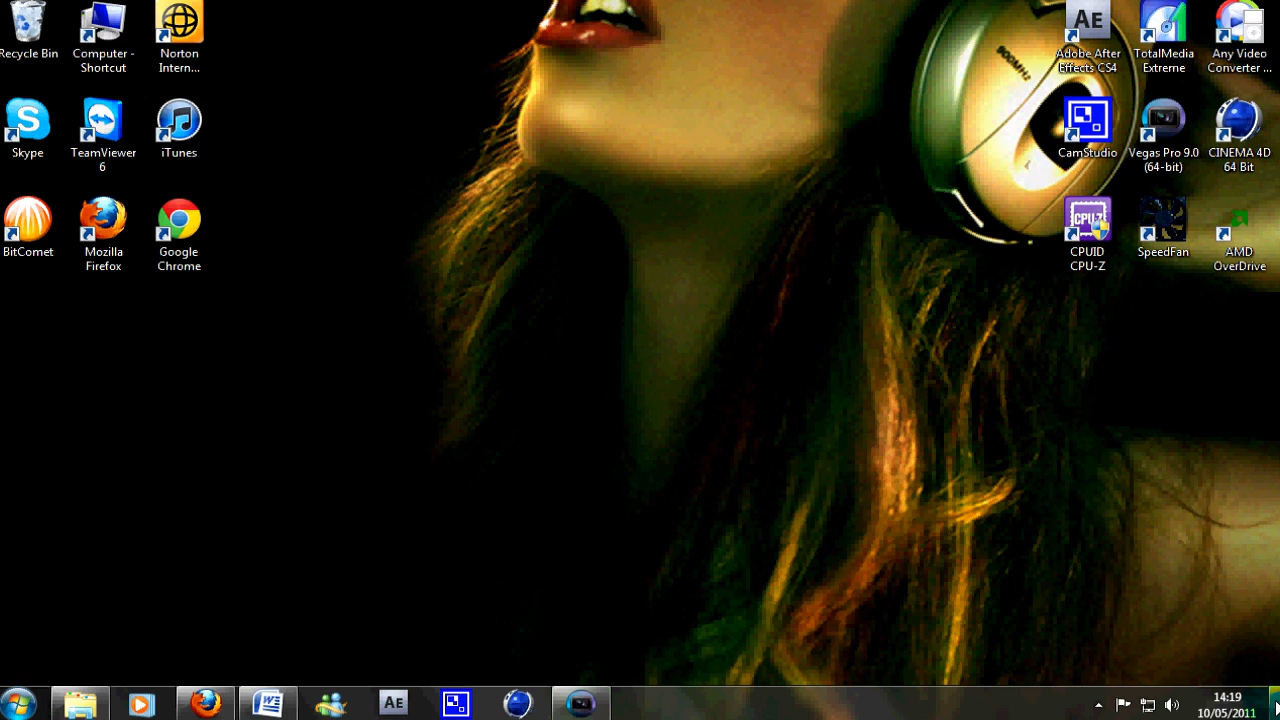 Recycle Bin
Computer -
Shortcut
Norton
Intern...
Skype
TeamViewer
6
iTunes
BitComet
Mozilla
Firefox
Google
Chrome
AE
Adobe After
Effects CS4
TotalMedia
Extreme
Any Video
Converter ...
CamStudio
Vegas Pro 9.0
(64-bit)
CINEMA 4D
64 Bit
CPU-Z
CPUID
CPU-Z
SpeedFan
AMD
OverDrive
900MHz
L
S
W
AE
14:19
10/05/2011